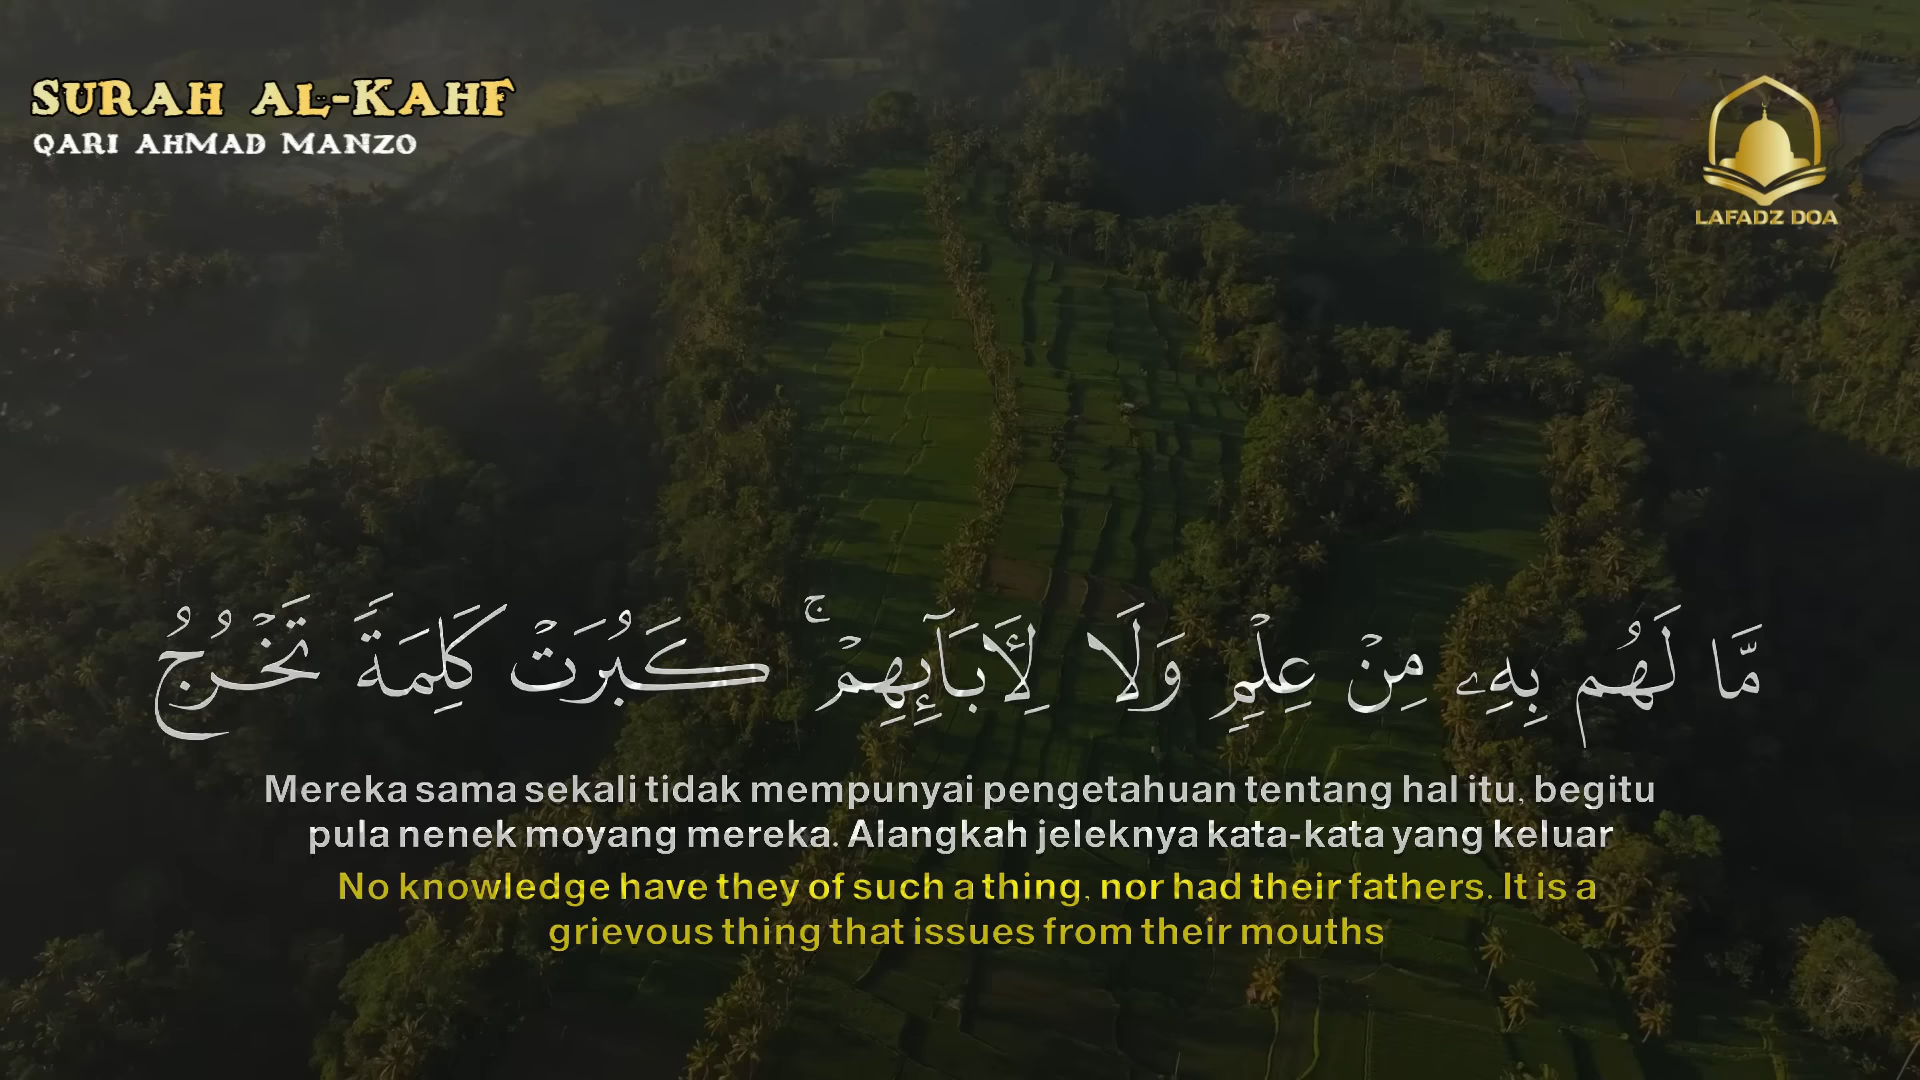 SURAH AL-KAHF
QARI AHMAD MANZO
LAFADZ DOA
مَّا لَهُم بِهِۦ مِنْ عِلْمٍ وَلَا لِأَبَآئِهِمْ ۚ كَبُرَتْ كَلِمَةً تَخْرُجُ
Mereka sama sekali tidak mempunyai pengetahuan tentang hal itu, begitu
pula nenek moyang mereka. Alangkah jeleknya kata-kata yang keluar
No knowledge have they of such a thing, nor had their fathers. It is a
grievous thing that issues from their mouths